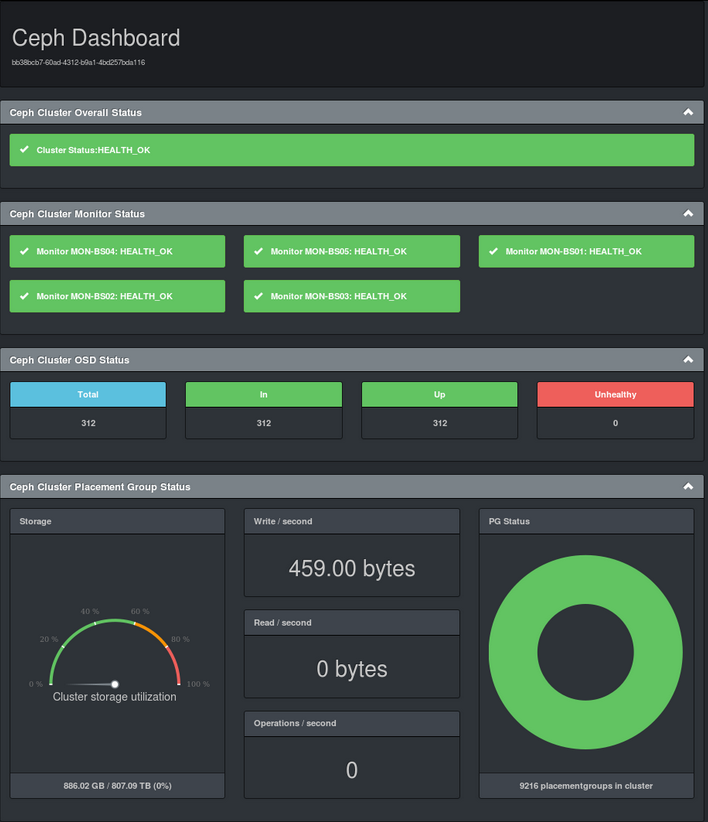 Ceph Dashboard
bb38bcb7-60ad-4312-b9a1-4bd257bda116
Ceph Cluster Overall Status
Cluster Status:HEALTH_OK
Ceph Cluster Monitor Status
Monitor MON-BS04: HEALTH_OK
Monitor MON-BS05: HEALTH_OK
Monitor MON-BS01: HEALTH_OK
Monitor MON-BS02: HEALTH_OK
Monitor MON-BS03: HEALTH_OK
Ceph Cluster OSD Status
Total
In
Up
Unhealthy
312
312
312
0
Ceph Cluster Placement Group Status
Storage
0 %
20 %
40 %
60 %
80 %
100 %
Cluster storage utilization
886.02 GB / 807.09 TB (0%)
Write / second
459.00 bytes
Read / second
0 bytes
Operations / second
0
PG Status
9216 placementgroups in cluster